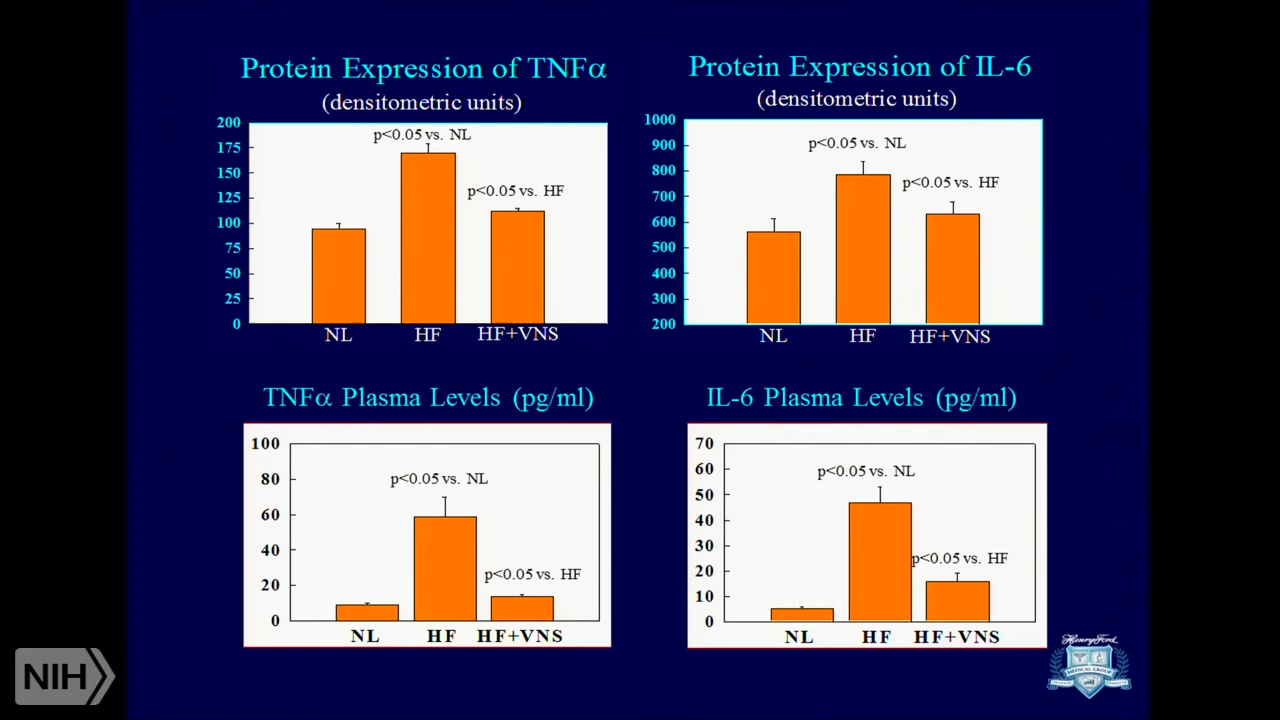 Protein Expression of TNFα
(densitometric units)
200
175
150
125
100
75
50
25
0
p<0.05 vs. NL
p<0.05 vs. HF
NL HF HF+VNS
Protein Expression of IL-6
(densitometric units)
1000
900
800
700
600
500
400
300
200
p<0.05 vs. NL
p<0.05 vs. HF
NL HF HF+VNS
TNFα Plasma Levels (pg/ml)
100
80
60
40
20
0
p<0.05 vs. NL
p<0.05 vs. HF
NL HF HF+VNS
IL-6 Plasma Levels (pg/ml)
70
60
50
40
30
20
10
0
p<0.05 vs. NL
p<0.05 vs. HF
NL HF HF+VNS
NIH
Henry Ford
MEDICAL GROUP